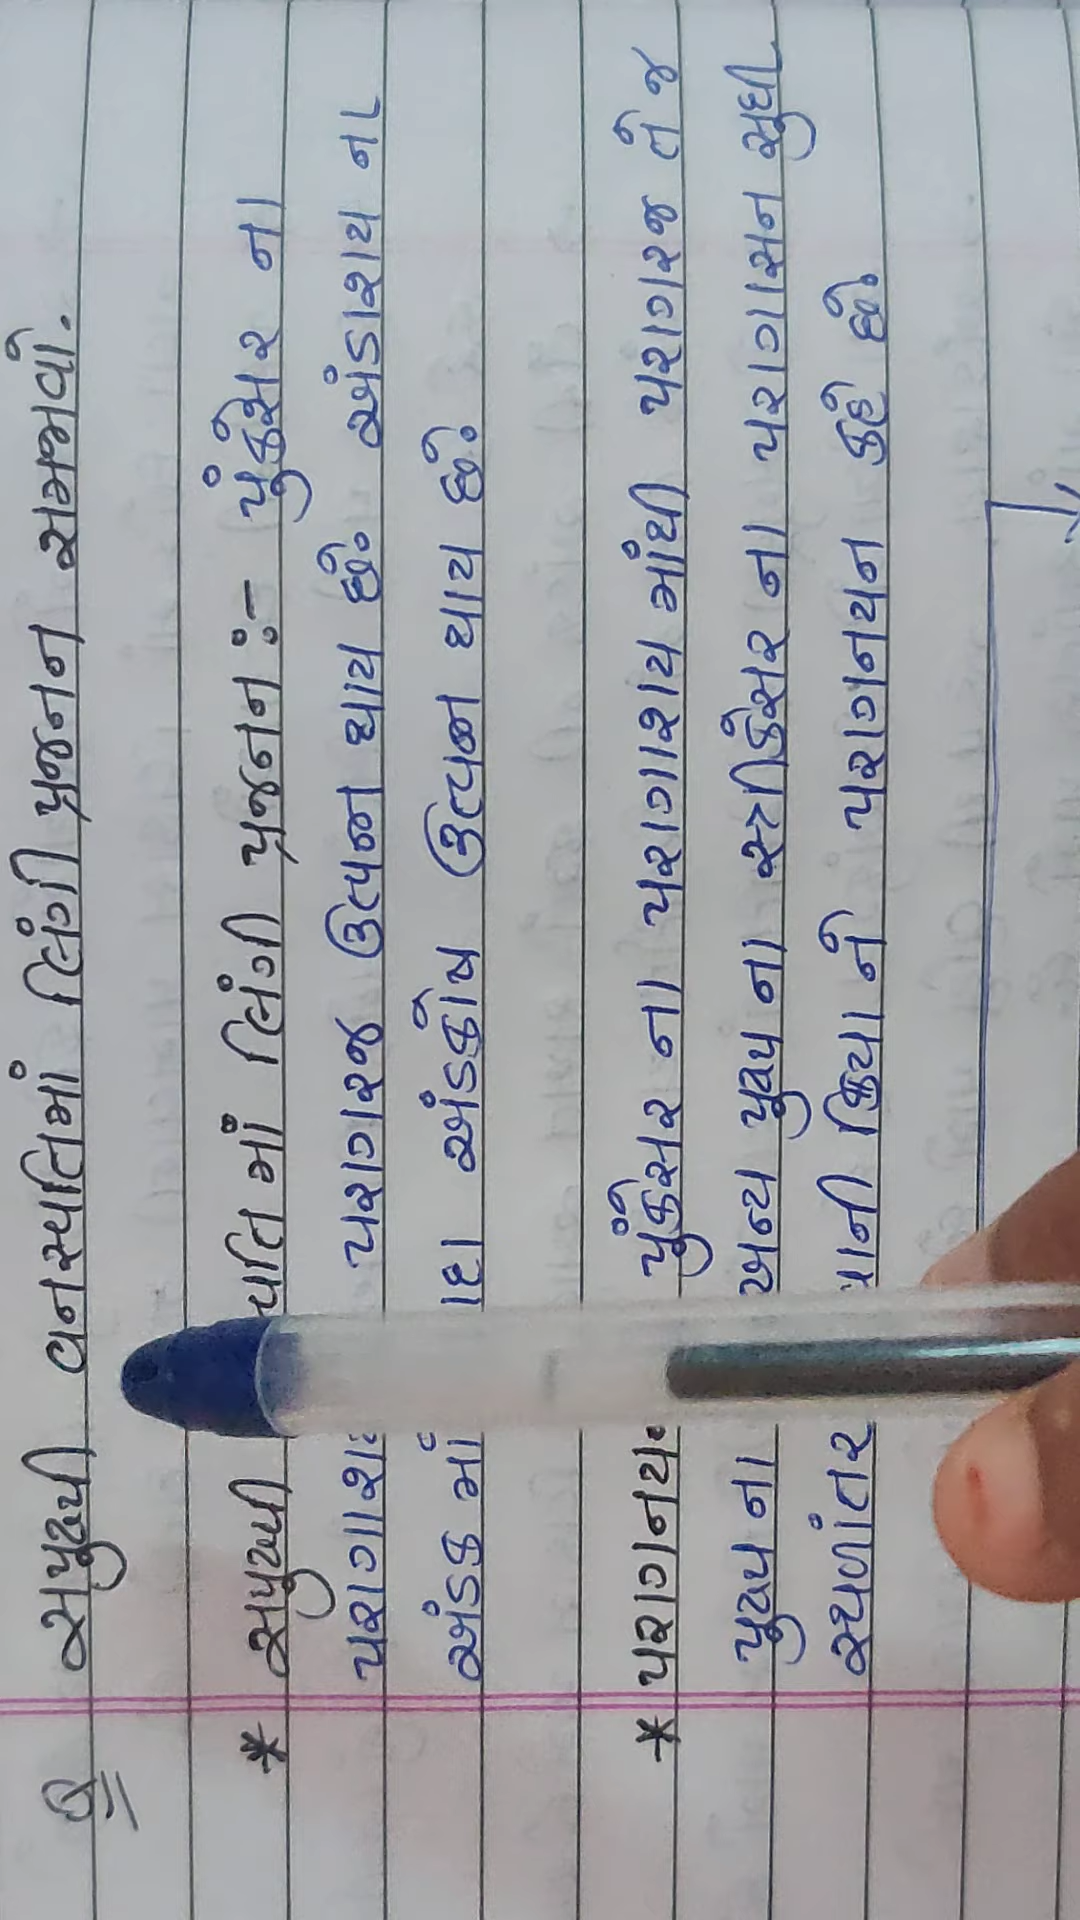 Q સપુષ્પી વનસ્પતિમાં લિંગી પ્રજનન સમજાવો.
* સપુષ્પી સ્પતિ માં લિંગી પ્રજનન :- પુંકેસર ના
પરાગાશ પરાગરજ ઉત્પન્ન થાય છે. અંડાશય ના
અંડક માં અંડકોષ ઉત્પન્ન થાય છે.
* પરાગનય પુંકેસર ના પરાગાશય માંથી પરાગરજ તે જ
પુષ્પ ના અન્ય પુષ્પ ના સ્ત્રીકેસર ના પરાગાસન સુધી
સ્થળાંતર વાની ક્રિયા ને પરાગનયન કહે છે.